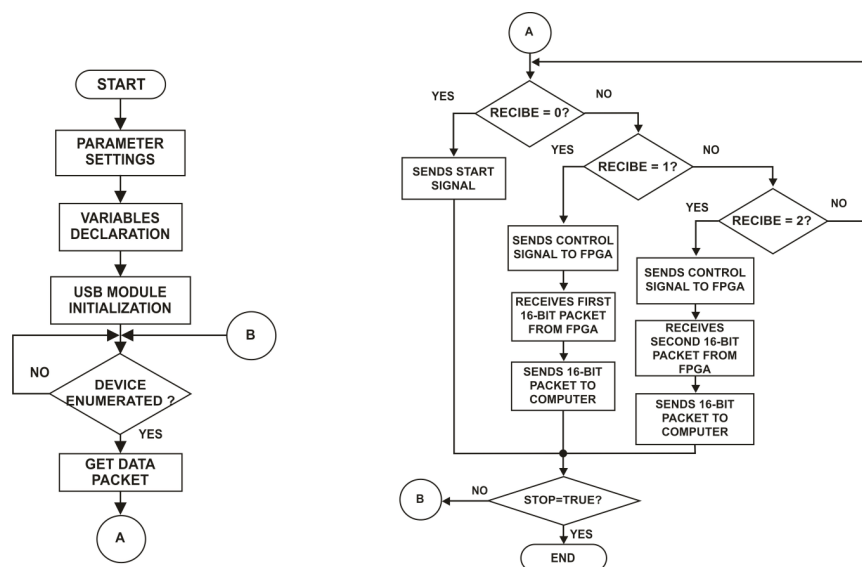 START
PARAMETER
SETTINGS
VARIABLES
DECLARATION
USB MODULE
INITIALIZATION
B
NO
DEVICE
ENUMERATED ?
YES
GET DATA
PACKET
A
A
YES
RECIBE = 0?
NO
SENDS START
SIGNAL
YES
RECIBE = 1?
NO
SENDS CONTROL
SIGNAL TO FPGA
RECEIVES FIRST
16-BIT PACKET
FROM FPGA
SENDS 16-BIT
PACKET TO
COMPUTER
YES
RECIBE = 2?
NO
SENDS CONTROL
SIGNAL TO FPGA
RECEIVES
SECOND 16-BIT
PACKET FROM
FPGA
SENDS 16-BIT
PACKET TO
COMPUTER
B
NO
STOP=TRUE?
YES
END